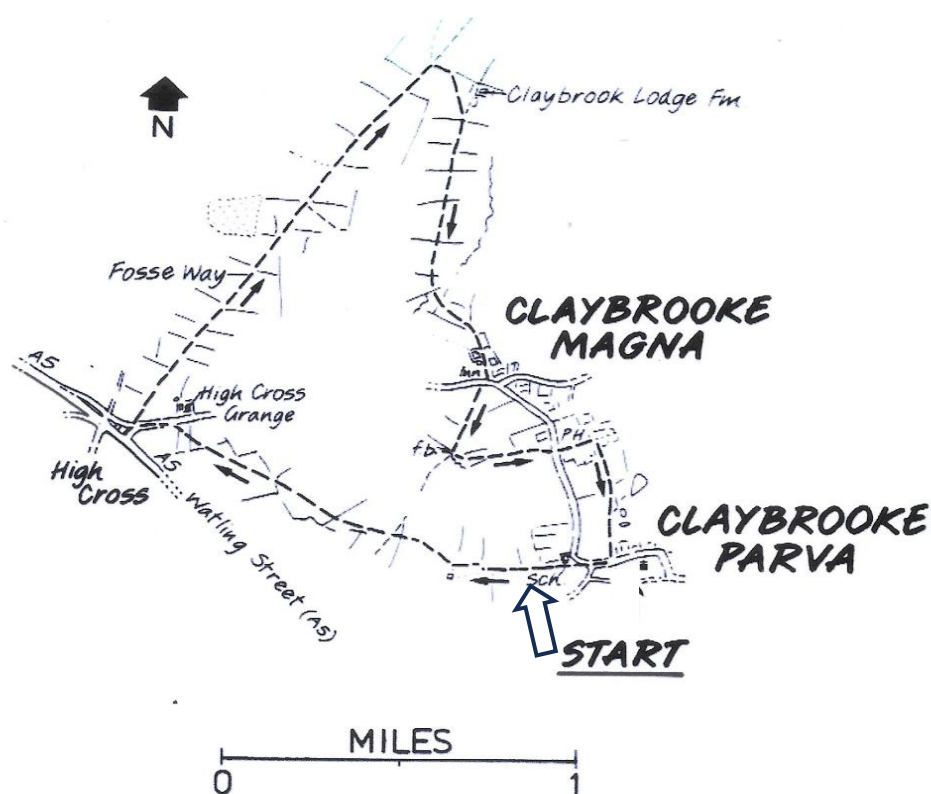 N
Claybrook Lodge Fm
Fosse Way
CLAYBROOKE
MAGNA
Inn
A5
High Cross
Grange
fb
PH
High
Cross
A5
Watling Street (A5)
CLAYBROOKE
PARVA
Sch
START
MILES
0
1